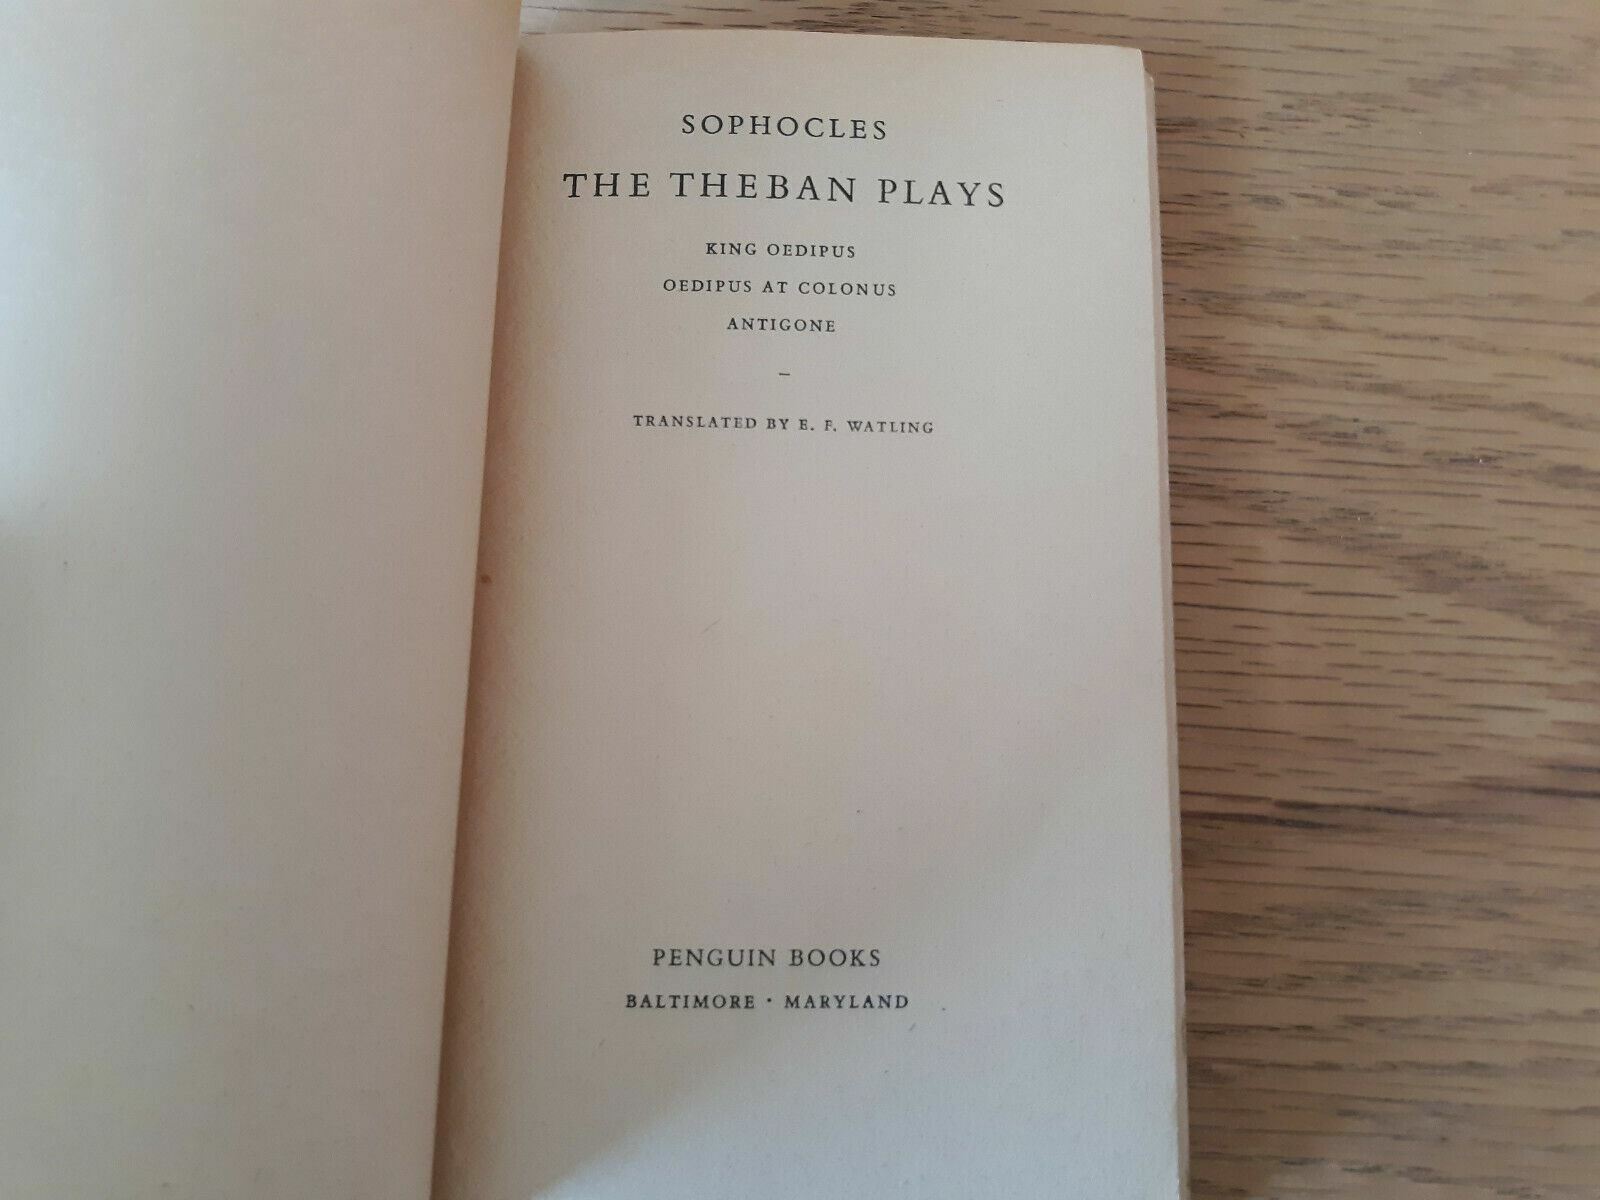 SOPHOCLES
THE THEBAN PLAYS
KING OEDIPUS
OEDIPUS AT COLONUS
ANTIGONE
–
TRANSLATED BY E. F. WATLING
PENGUIN BOOKS
BALTIMORE · MARYLAND